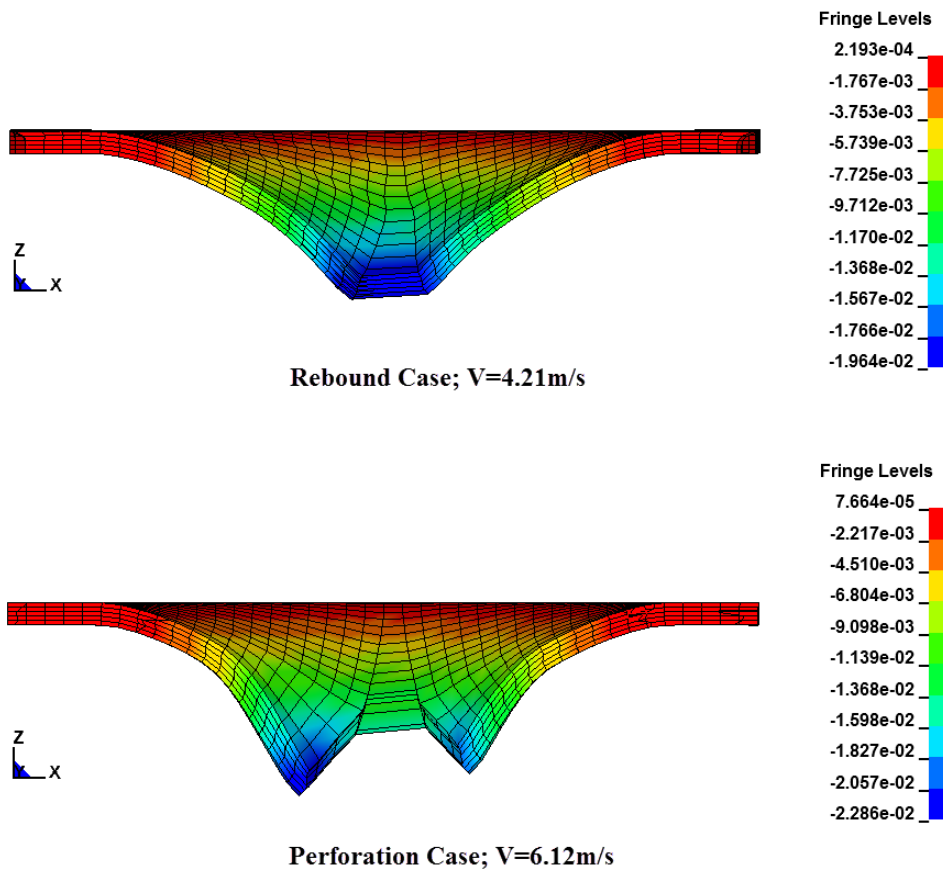 Fringe Levels
2.193e-04
-1.767e-03
-3.753e-03
-5.739e-03
-7.725e-03
-9.712e-03
-1.170e-02
-1.368e-02
-1.567e-02
-1.766e-02
-1.964e-02
Z
Y X
Rebound Case; V=4.21m/s
Fringe Levels
7.664e-05
-2.217e-03
-4.510e-03
-6.804e-03
-9.098e-03
-1.139e-02
-1.368e-02
-1.598e-02
-1.827e-02
-2.057e-02
-2.286e-02
Z
Y X
Perforation Case; V=6.12m/s